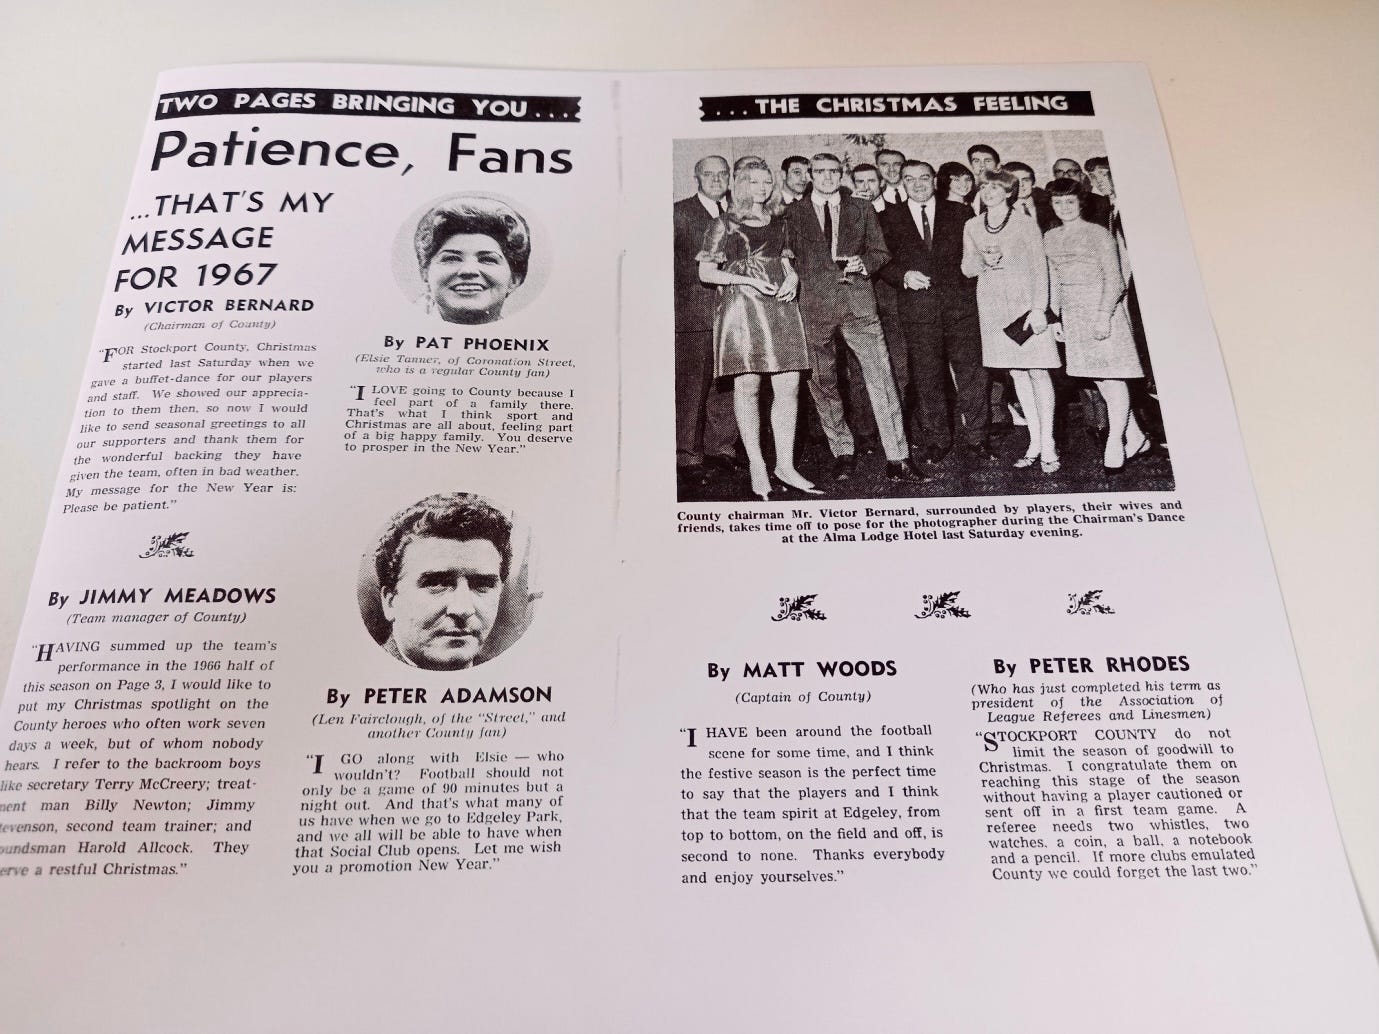 TWO PAGES BRINGING YOU...
Patience, Fans
...THAT'S MY
MESSAGE
FOR 1967
By VICTOR BERNARD
(Chairman of County)
"FOR Stockport County, Christmas
started last Saturday when we
gave a buffet-dance for our players
and staff. We showed our apprecia-
tion to them then, so now I would
like to send seasonal greetings to all
our supporters and thank them for
the wonderful backing they have
given the team, often in bad weather.
My message for the New Year is:
Please be patient."
By JIMMY MEADOWS
(Team manager of County)
"HAVING summed up the team's
performance in the 1966 half of
this season on Page 3, I would like to
put my Christmas spotlight on the
County heroes who often work seven
days a week, but of whom nobody
hears. I refer to the backroom boys
like secretary Terry McCreery; treat-
ment man Billy Newton; Jimmy
evenson, second team trainer; and
oundsman Harold Allcock. They
erve a restful Christmas."
By PAT PHOENIX
(Elsie Tanner, of Coronation Street,
who is a regular County fan)
"I LOVE going to County because I
feel part of a family there.
That's what I think sport and
Christmas are all about, feeling part
of a big happy family. You deserve
to prosper in the New Year."
By PETER ADAMSON
(Len Fairclough, of the "Street," and
another County fan)
"I GO along with Elsie — who
wouldn't? Football should not
only be a game of 90 minutes but a
night out. And that's what many of
us have when we go to Edgeley Park,
and we all will be able to have when
that Social Club opens. Let me wish
you a promotion New Year."
...THE CHRISTMAS FEELING
County chairman Mr. Victor Bernard, surrounded by players, their wives and
friends, takes time off to pose for the photographer during the Chairman's Dance
at the Alma Lodge Hotel last Saturday evening.
By MATT WOODS
(Captain of County)
"I HAVE been around the football
scene for some time, and I think
the festive season is the perfect time
to say that the players and I think
that the team spirit at Edgeley, from
top to bottom, on the field and off, is
second to none. Thanks everybody
and enjoy yourselves."
By PETER RHODES
(Who has just completed his term as
president of the Association of
League Referees and Linesmen)
"STOCKPORT COUNTY do not
limit the season of goodwill to
Christmas. I congratulate them on
reaching this stage of the season
without having a player cautioned or
sent off in a first team game. A
referee needs two whistles, two
watches, a coin, a ball, a notebook
and a pencil. If more clubs emulated
County we could forget the last two."